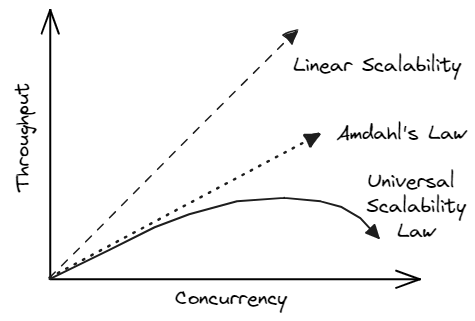 Linear Scalability
Throughput
Amdahl's Law
Universal
Scalability
Law
Concurrency